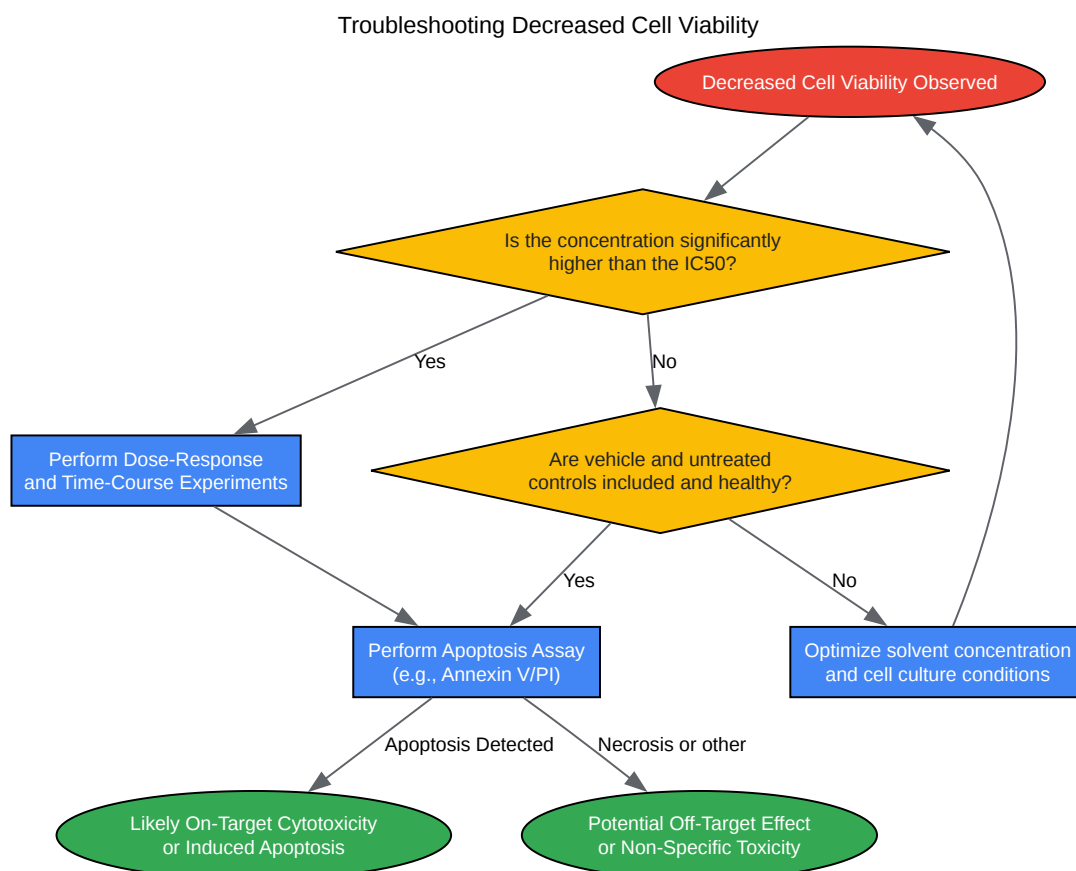 Troubleshooting Decreased Cell Viability
Decreased Cell Viability Observed
Is the concentration significantly
higher than the IC50?
Yes
No
Perform Dose-Response
and Time-Course Experiments
Are vehicle and untreated
controls included and healthy?
Yes
No
Perform Apoptosis Assay
(e.g., Annexin V/PI)
Optimize solvent concentration
and cell culture conditions
Apoptosis Detected
Necrosis or other
Likely On-Target Cytotoxicity
or Induced Apoptosis
Potential Off-Target Effect
or Non-Specific Toxicity